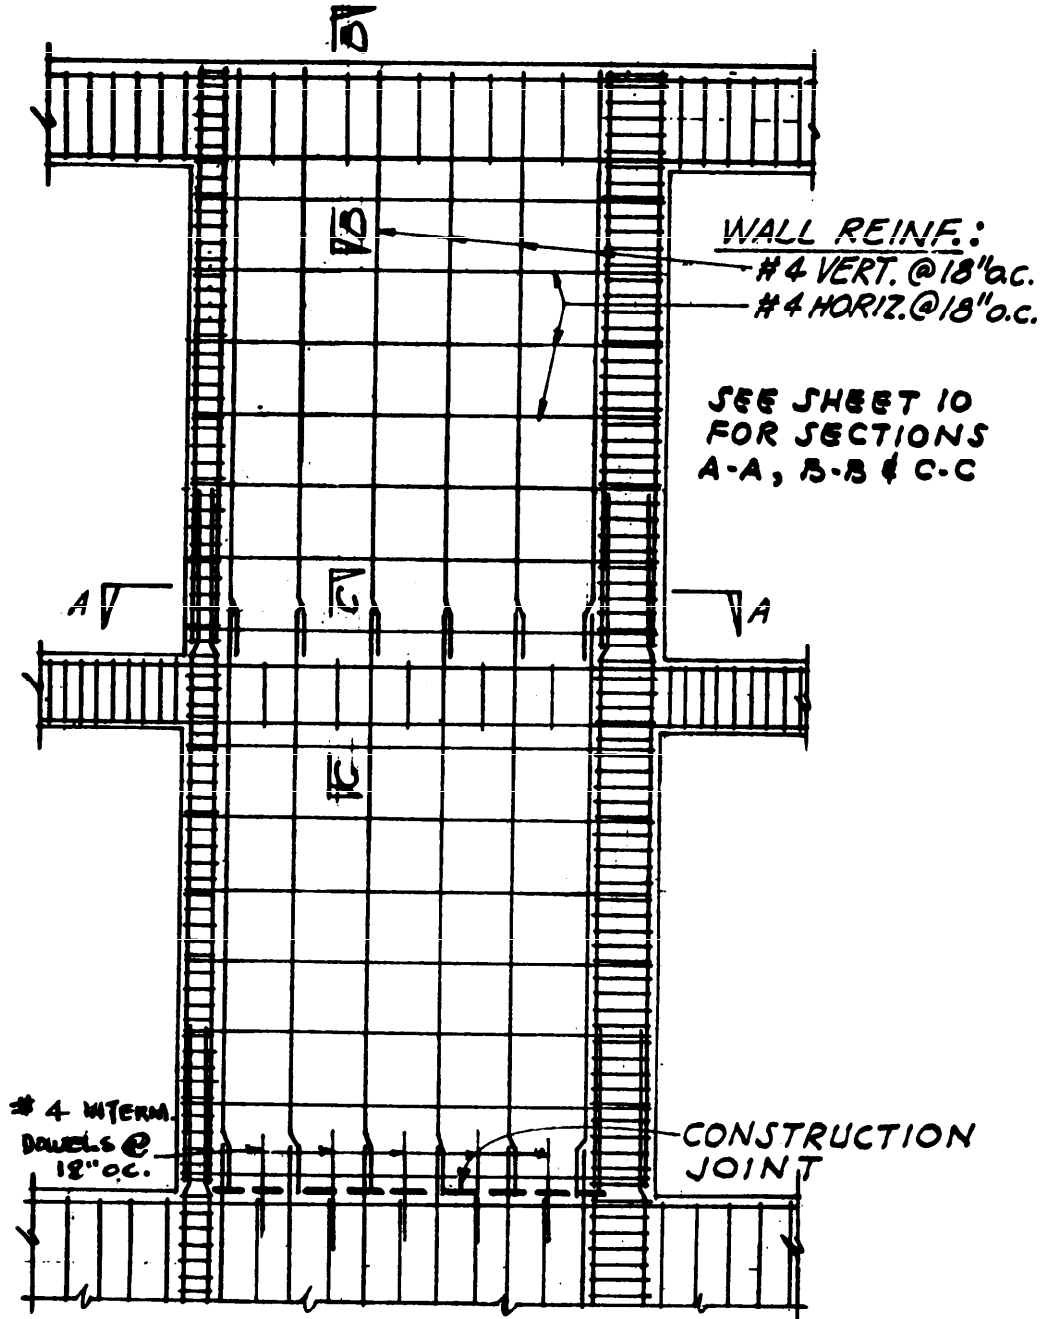 B
B
WALL REINF.:
#4 VERT. @ 18" o.c.
#4 HORIZ. @ 18" o.c.
SEE SHEET 10
FOR SECTIONS
A-A, B-B & C-C
A
C
A
C
# 4 INTERM.
DOWELS @
18" O.C.
CONSTRUCTION
JOINT